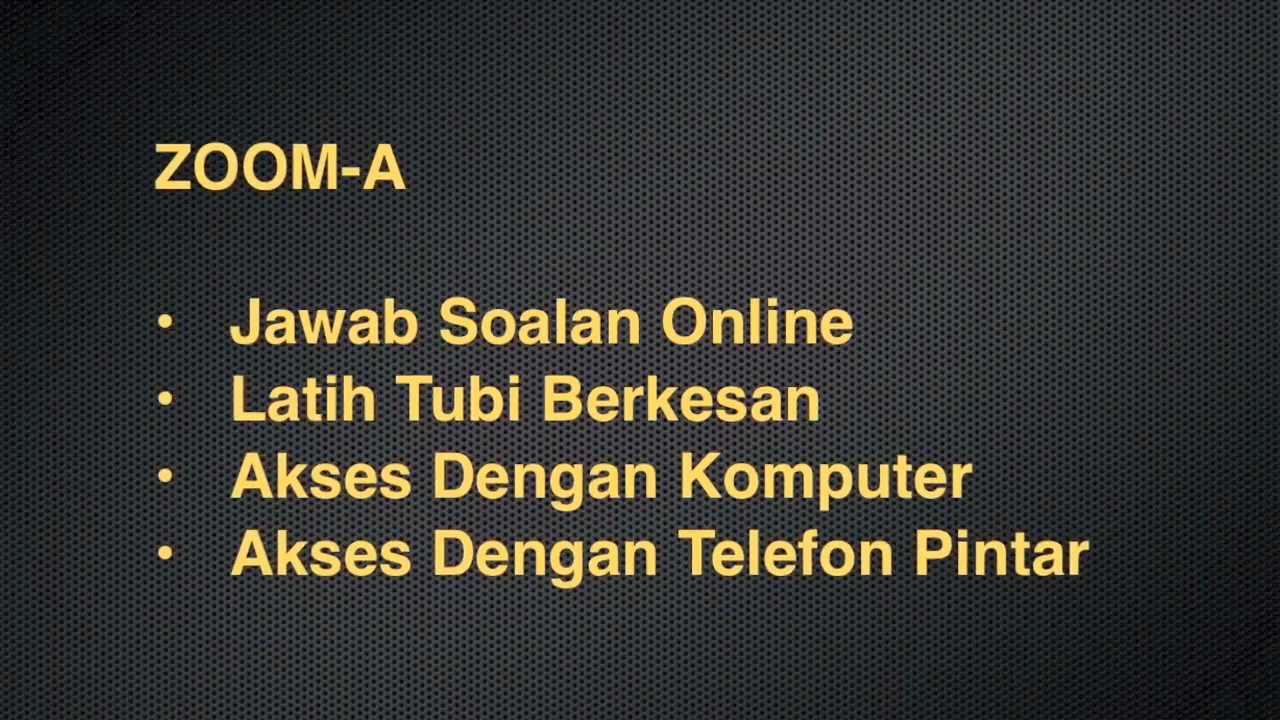 ZOOM-A
• Jawab Soalan Online
• Latih Tubi Berkesan
• Akses Dengan Komputer
• Akses Dengan Telefon Pintar